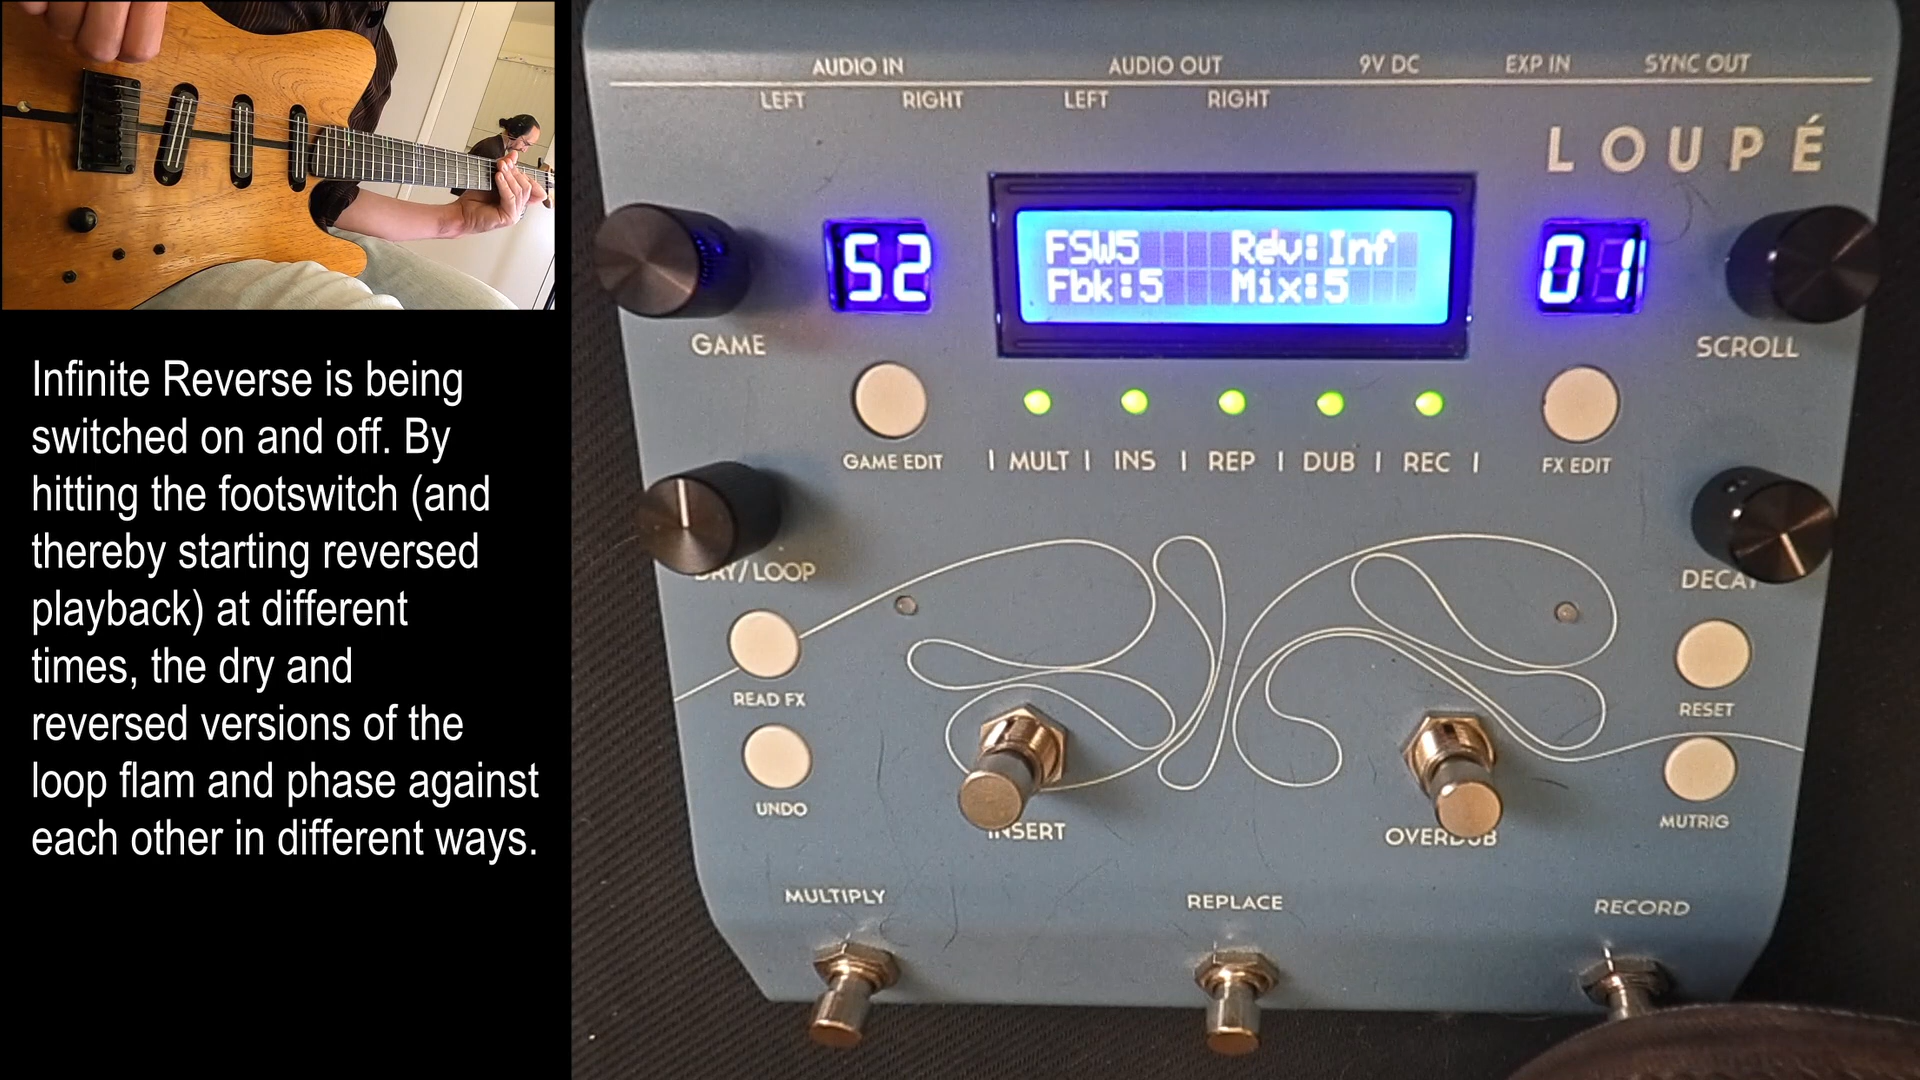 Infinite Reverse is being
switched on and off. By
hitting the footswitch (and
thereby starting reversed
playback) at different
times, the dry and
reversed versions of the
loop flam and phase against
each other in different ways.
AUDIO IN AUDIO OUT 9V DC EXP IN SYNC OUT
LEFT RIGHT LEFT RIGHT
LOUPÉ
52
FSW5 Rev:Inf
Fbk:5 Mix:5
01
GAME SCROLL
GAME EDIT | MULT | INS | REP | DUB | REC | FX EDIT
DRY/LOOP DECAY
READ FX RESET
UNDO MUTRIG
INSERT OVERDUB
MULTIPLY REPLACE RECORD